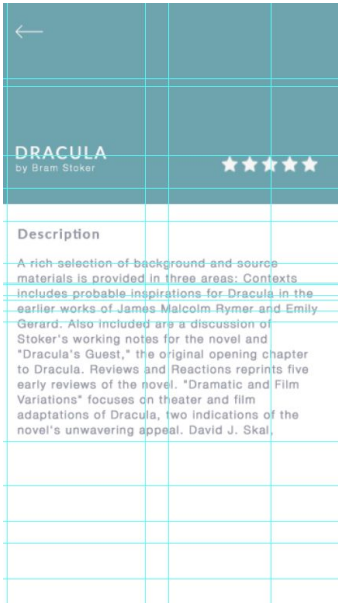 DRACULA
by Bram Stoker
Description
A rich selection of background and source
materials is provided in three areas: Contexts
includes probable inspirations for Dracula in the
earlier works of James Malcolm Rymer and Emily
Gerard. Also included are a discussion of
Stoker's working notes for the novel and
"Dracula's Guest," the original opening chapter
to Dracula. Reviews and Reactions reprints five
early reviews of the novel. "Dramatic and Film
Variations" focuses on theater and film
adaptations of Dracula, two indications of the
novel's unwavering appeal. David J. Skal,